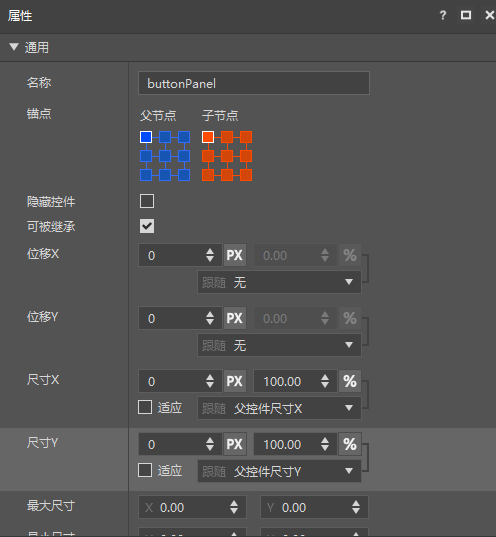 属性 ?
通用
名称 buttonPanel
锚点 父节点 子节点
隐藏控件
可被继承
位移X 0 PX 0.00 %
跟随 无
位移Y 0 PX 0.00 %
跟随 无
尺寸X 0 PX 100.00 %
适应 跟随 父控件尺寸X
尺寸Y 0 PX 100.00 %
适应 跟随 父控件尺寸Y
最大尺寸 X 0.00 Y 0.00
最小尺寸